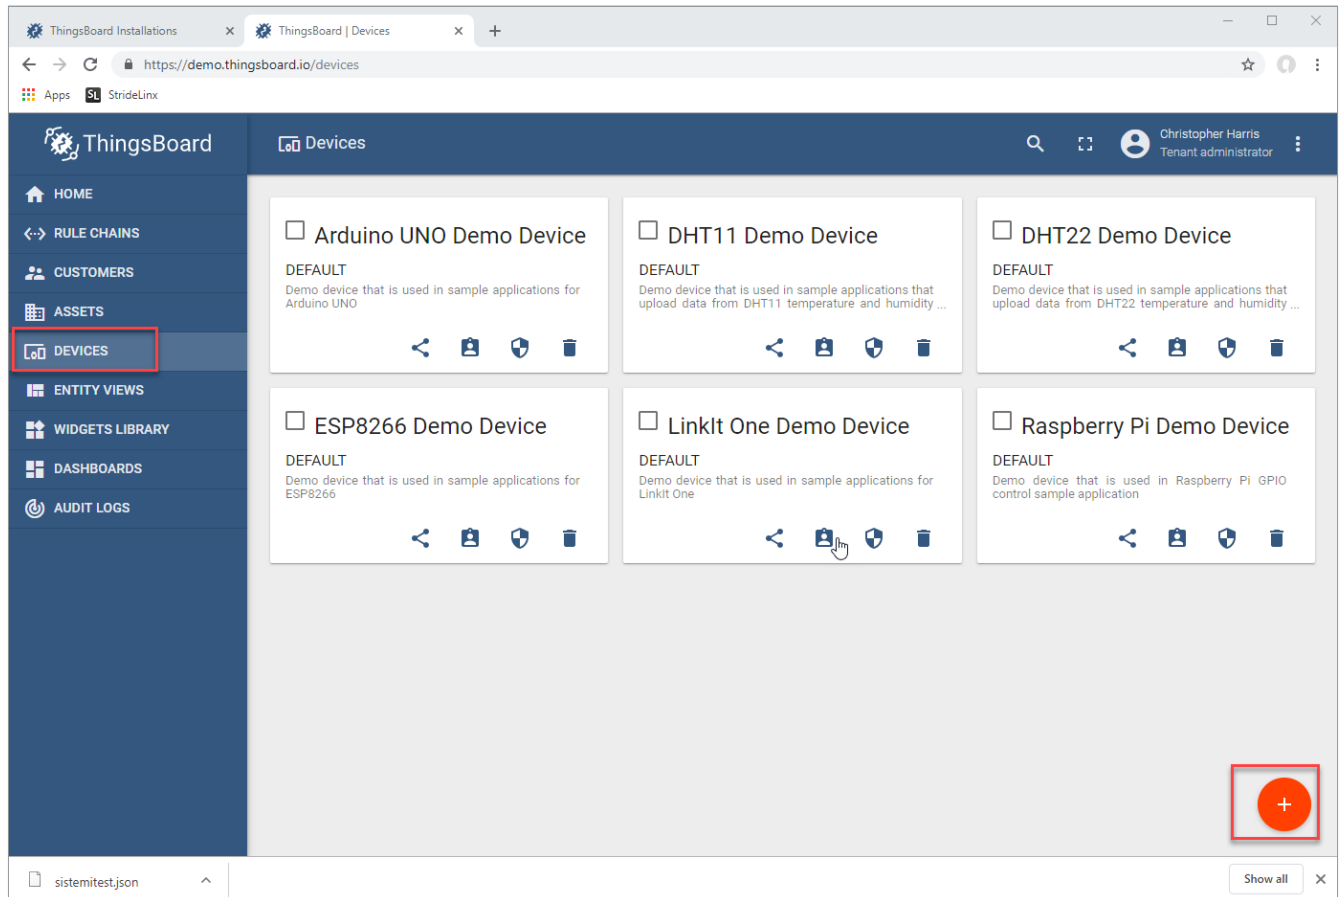 ThingsBoard Installations
ThingsBoard | Devices
https://demo.thingsboard.io/devices
Apps
SL StrideLinx
ThingsBoard
Devices
Christopher Harris
Tenant administrator
HOME
RULE CHAINS
CUSTOMERS
ASSETS
DEVICES
ENTITY VIEWS
WIDGETS LIBRARY
DASHBOARDS
AUDIT LOGS
Arduino UNO Demo Device
DEFAULT
Demo device that is used in sample applications for
Arduino UNO
DHT11 Demo Device
DEFAULT
Demo device that is used in sample applications that
upload data from DHT11 temperature and humidity ...
DHT22 Demo Device
DEFAULT
Demo device that is used in sample applications that
upload data from DHT22 temperature and humidity ...
ESP8266 Demo Device
DEFAULT
Demo device that is used in sample applications for
ESP8266
LinkIt One Demo Device
DEFAULT
Demo device that is used in sample applications for
LinkIt One
Raspberry Pi Demo Device
DEFAULT
Demo device that is used in Raspberry Pi GPIO
control sample application
sistemitest.json
Show all